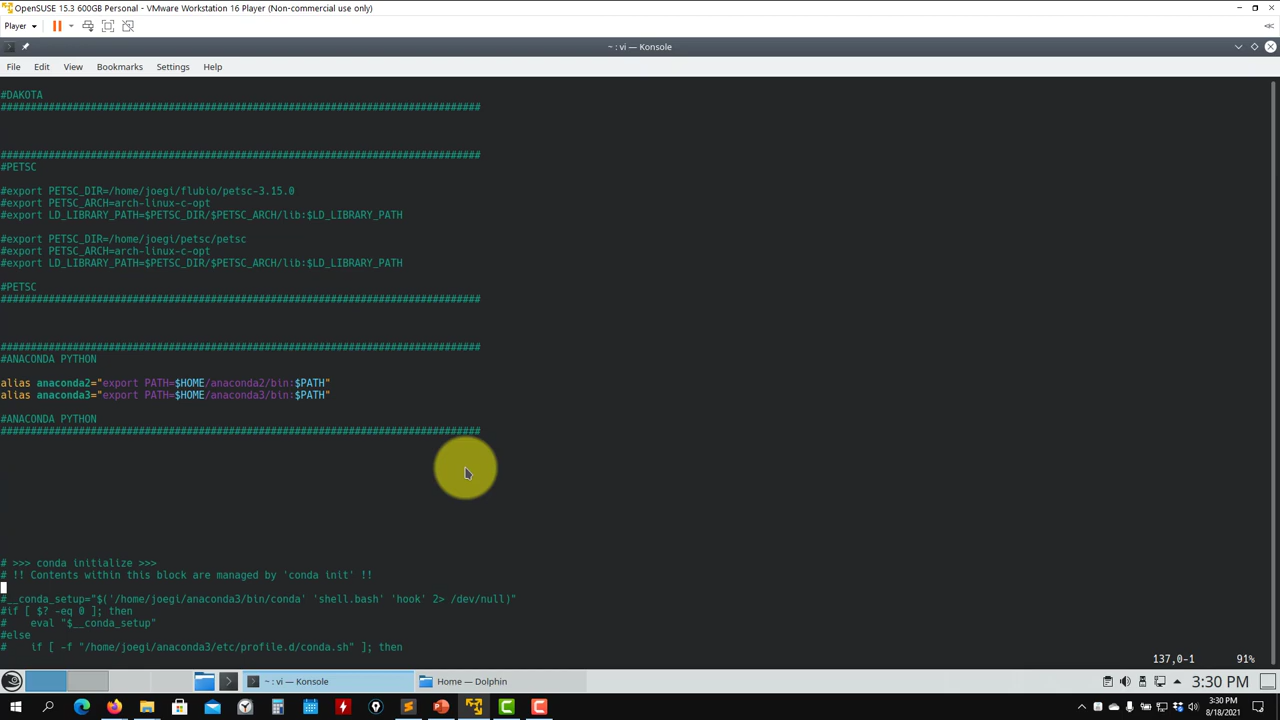 OpenSUSE 15.3 600GB Personal - VMware Workstation 16 Player (Non-commercial use only)
Player
~ : vi — Konsole
File Edit View Bookmarks Settings Help
#DAKOTA
################################################################################
################################################################################
#PETSC
#export PETSC_DIR=/home/joegi/flubio/petsc-3.15.0
#export PETSC_ARCH=arch-linux-c-opt
#export LD_LIBRARY_PATH=$PETSC_DIR/$PETSC_ARCH/lib:$LD_LIBRARY_PATH
#export PETSC_DIR=/home/joegi/petsc/petsc
#export PETSC_ARCH=arch-linux-c-opt
#export LD_LIBRARY_PATH=$PETSC_DIR/$PETSC_ARCH/lib:$LD_LIBRARY_PATH
#PETSC
################################################################################
################################################################################
#ANACONDA PYTHON
alias anaconda2="export PATH=$HOME/anaconda2/bin:$PATH"
alias anaconda3="export PATH=$HOME/anaconda3/bin:$PATH"
#ANACONDA PYTHON
################################################################################
# >>> conda initialize >>>
# !! Contents within this block are managed by 'conda init' !!
#__conda_setup="$('/home/joegi/anaconda3/bin/conda' 'shell.bash' 'hook' 2> /dev/null)"
#if [ $? -eq 0 ]; then
#    eval "$__conda_setup"
#else
#    if [ -f "/home/joegi/anaconda3/etc/profile.d/conda.sh" ]; then
137,0-1 91%
~ : vi — Konsole
Home — Dolphin
3:30 PM
3:30 PM
8/18/2021